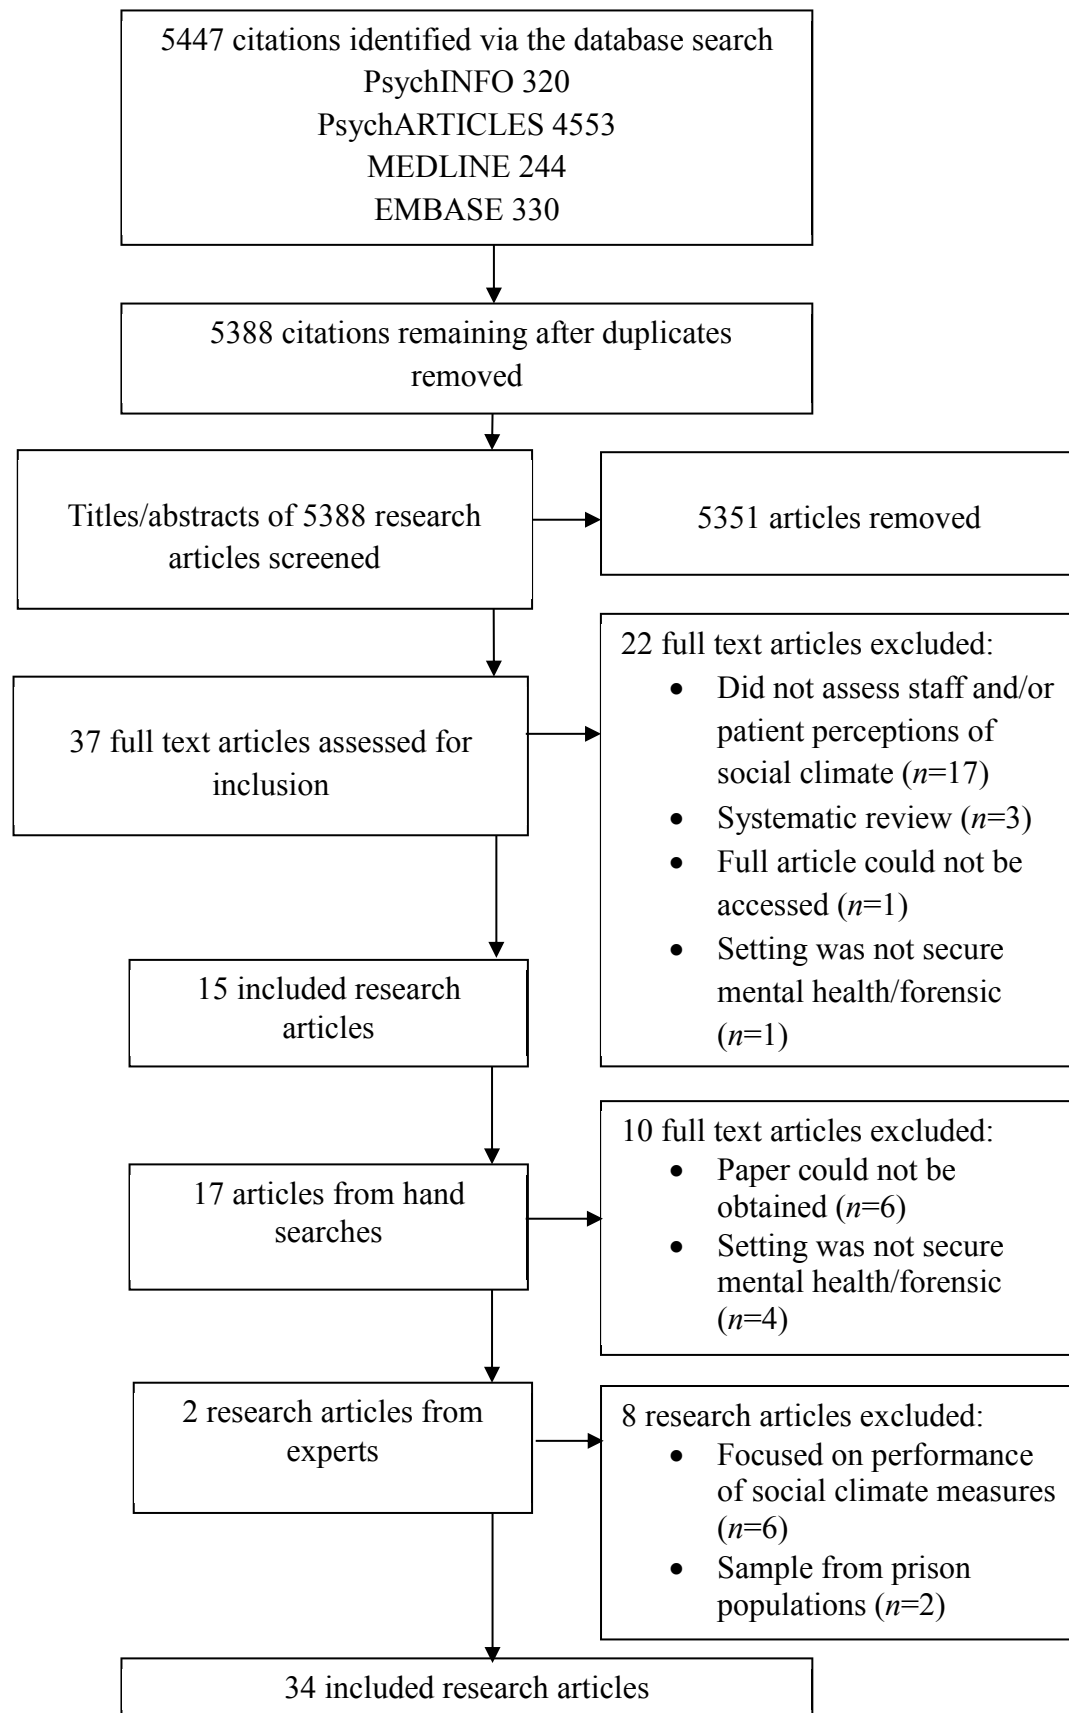 5447 citations identified via the database search
PsychINFO 320
PsychARTICLES 4553
MEDLINE 244
EMBASE 330
5388 citations remaining after duplicates
removed
Titles/abstracts of 5388 research
articles screened
5351 articles removed
37 full text articles assessed for
inclusion
22 full text articles excluded:
• Did not assess staff and/or
patient perceptions of
social climate (n=17)
• Systematic review (n=3)
• Full article could not be
accessed (n=1)
• Setting was not secure
mental health/forensic
(n=1)
15 included research
articles
17 articles from hand
searches
10 full text articles excluded:
• Paper could not be
obtained (n=6)
• Setting was not secure
mental health/forensic
(n=4)
2 research articles from
experts
8 research articles excluded:
• Focused on performance
of social climate measures
(n=6)
• Sample from prison
populations (n=2)
34 included research articles